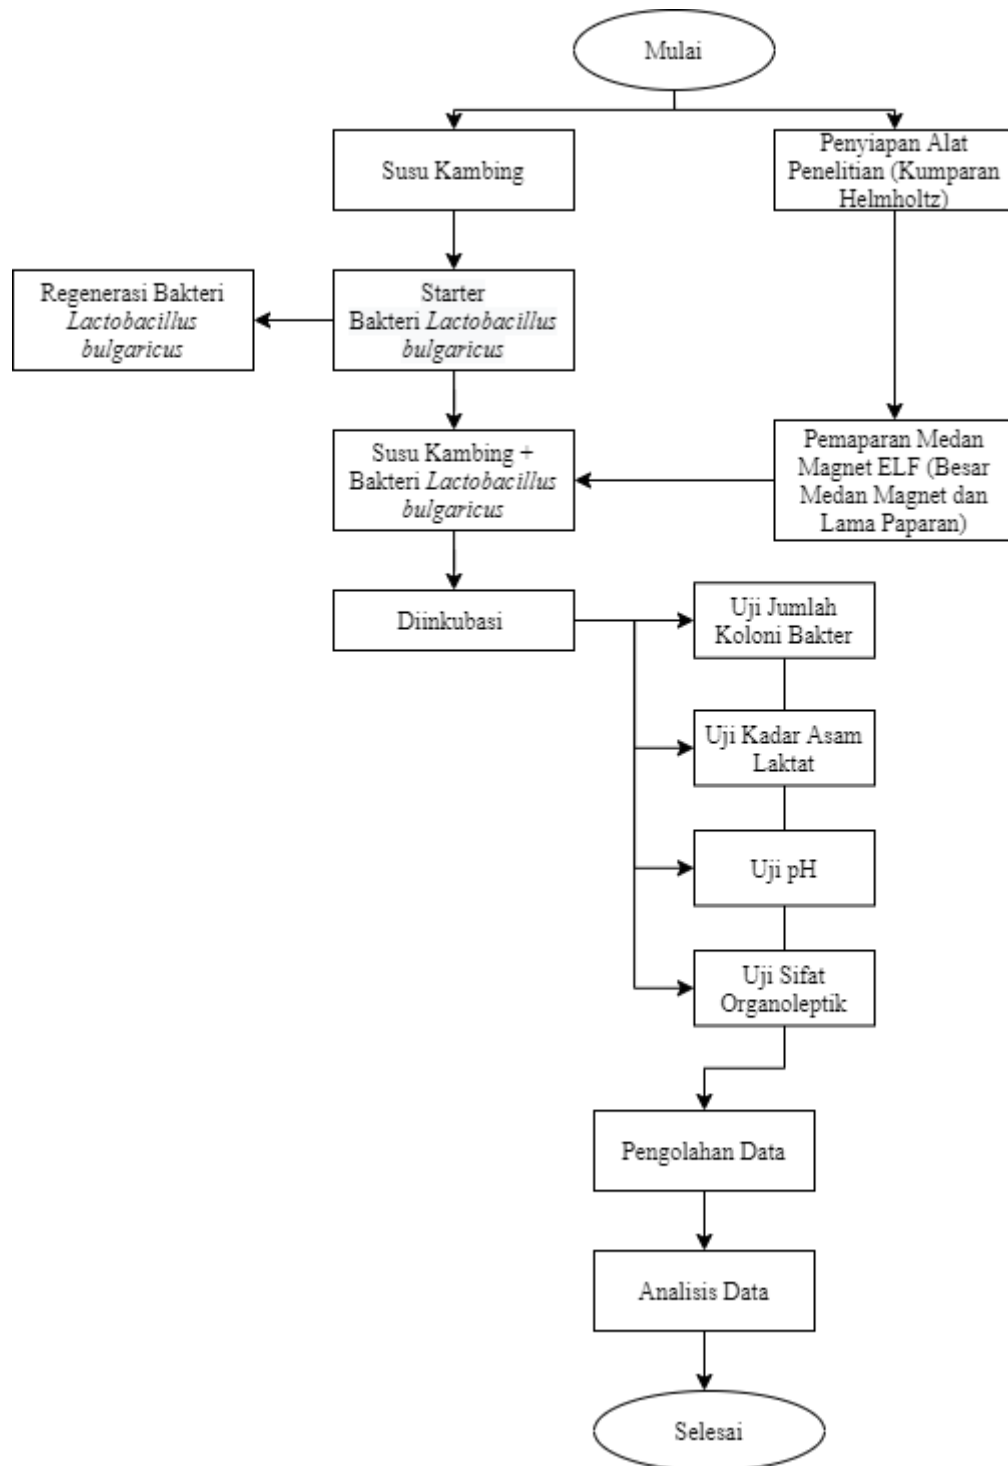 Mulai
Susu Kambing
Penyiapan Alat
Penelitian (Kumparan
Helmholtz)
Regenerasi Bakteri
Lactobacillus
bulgaricus
Starter
Bakteri Lactobacillus
bulgaricus
Susu Kambing +
Bakteri Lactobacillus
bulgaricus
Pemaparan Medan
Magnet ELF (Besar
Medan Magnet dan
Lama Paparan)
Diinkubasi
Uji Jumlah
Koloni Bakter
Uji Kadar Asam
Laktat
Uji pH
Uji Sifat
Organoleptik
Pengolahan Data
Analisis Data
Selesai